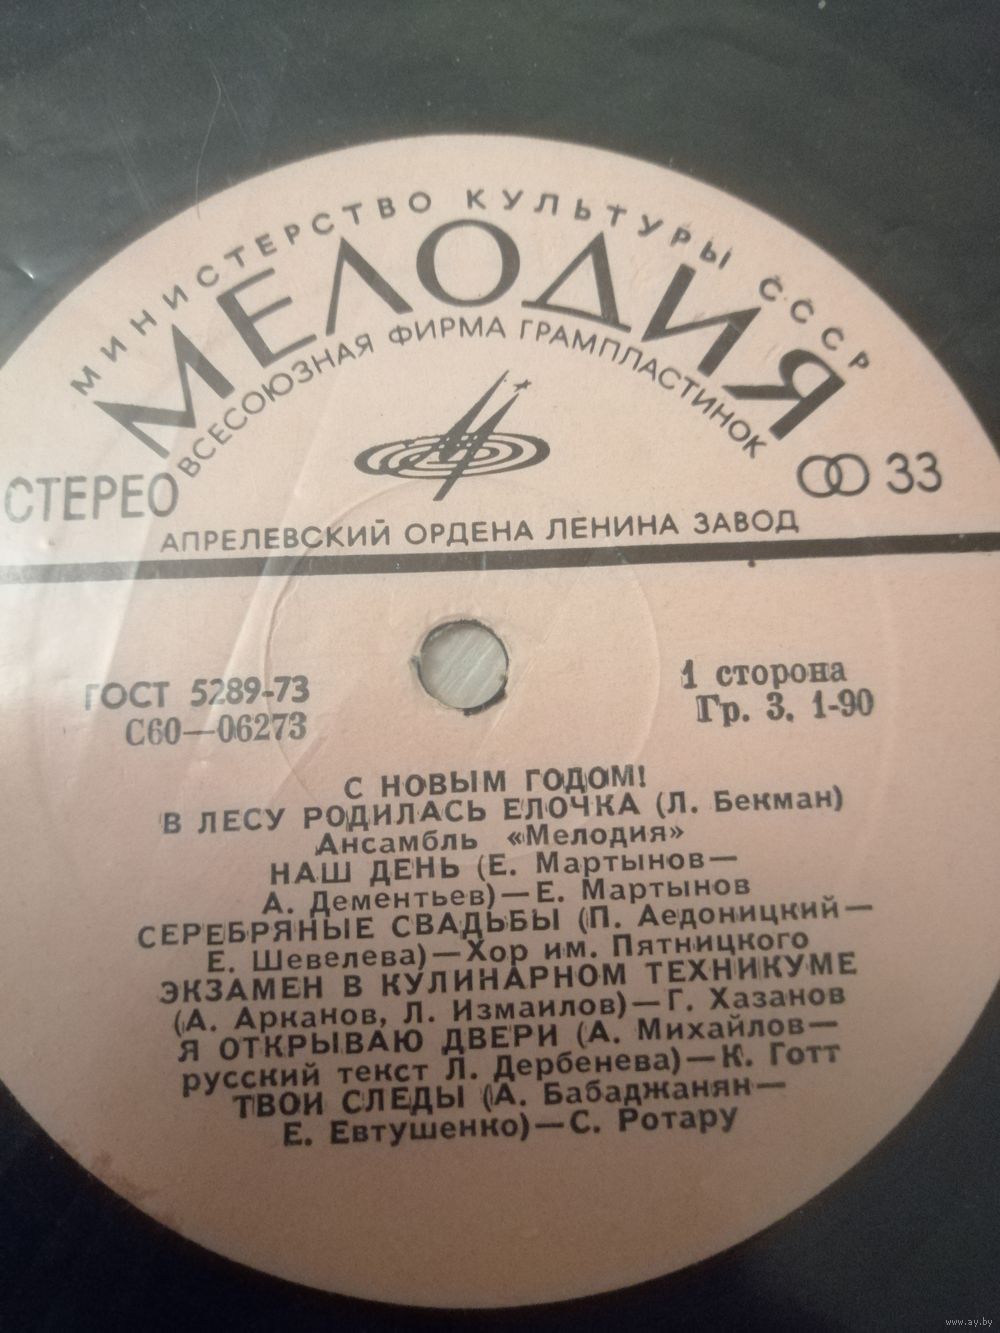 МИНИСТЕРСТВО КУЛЬТУРЫ СССР
МЕЛОДИЯ
ВСЕСОЮЗНАЯ ФИРМА ГРАМПЛАСТИНОК
СТЕРЕО
33
АПРЕЛЕВСКИЙ ОРДЕНА ЛЕНИНА ЗАВОД
ГОСТ 5289-73
С60—06273
1 сторона
Гр. 3. 1-90
С НОВЫМ ГОДОМ!
В ЛЕСУ РОДИЛАСЬ ЕЛОЧКА (Л. Бекман)
Ансамбль «Мелодия»
НАШ ДЕНЬ (Е. Мартынов—
А. Дементьев)—Е. Мартынов
СЕРЕБРЯНЫЕ СВАДЬБЫ (П. Аедоницкий—
Е. Шевелева)—Хор им. Пятницкого
ЭКЗАМЕН В КУЛИНАРНОМ ТЕХНИКУМЕ
(А. Арканов, Л. Измаилов)—Г. Хазанов
Я ОТКРЫВАЮ ДВЕРИ (А. Михайлов—
русский текст Л. Дербенева)—К. Готт
ТВОИ СЛЕДЫ (А. Бабаджанян—
Е. Евтушенко)—С. Ротару
www.ay.by